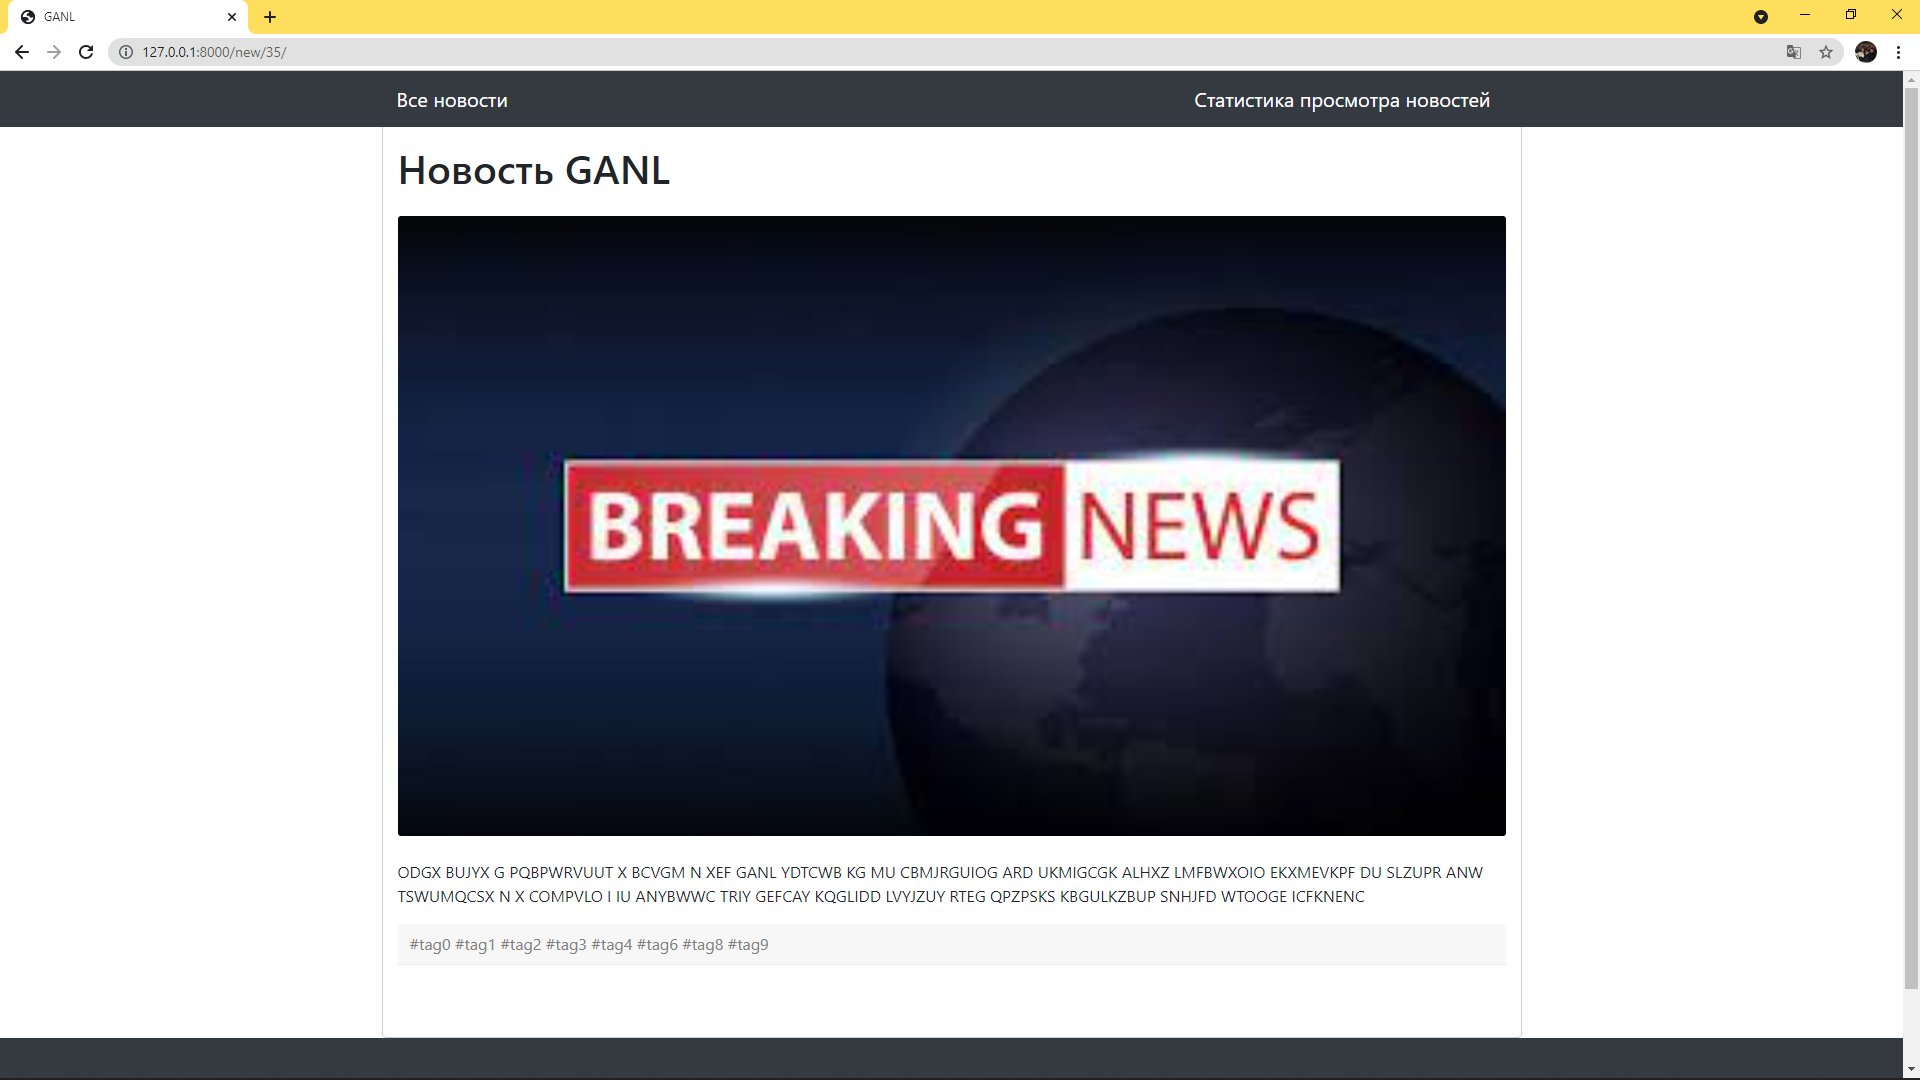 GANL
127.0.0.1:8000/new/35/
Все новости
Статистика просмотра новостей
Новость GANL
BREAKING NEWS
ODGX BUJYX G PQBPWRVUUT X BCVGM N XEF GANL YDTCWB KG MU CBMJRGUIOG ARD UKMIGCGK ALHXZ LMFBWXOIO EKXMEVKPF DU SLZUPR ANW
TSWUMQCSX N X COMPVLO I IU ANYBWWC TRIY GEFCAY KQGLIDD LVYJZUY RTEG QPZPSKS KBGULKZBUP SNHJFD WTOOGE ICFKNENC
#tag0 #tag1 #tag2 #tag3 #tag4 #tag6 #tag8 #tag9